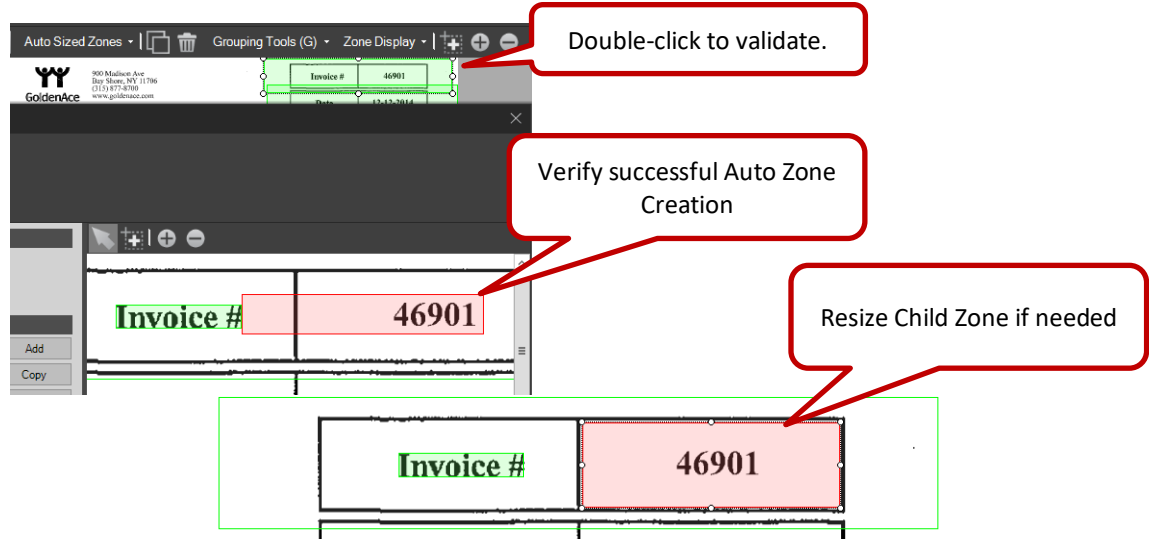 Auto Sized Zones
Grouping Tools (G)
Zone Display
Double-click to validate.
GoldenAce
900 Madison Ave
Bay Shore, NY 11706
(315) 877-8700
www.goldenace.com
Invoice # 46901
Date 12-12-2014
Verify successful Auto Zone
Creation
Invoice # 46901
Add
Copy
Resize Child Zone if needed
Invoice # 46901